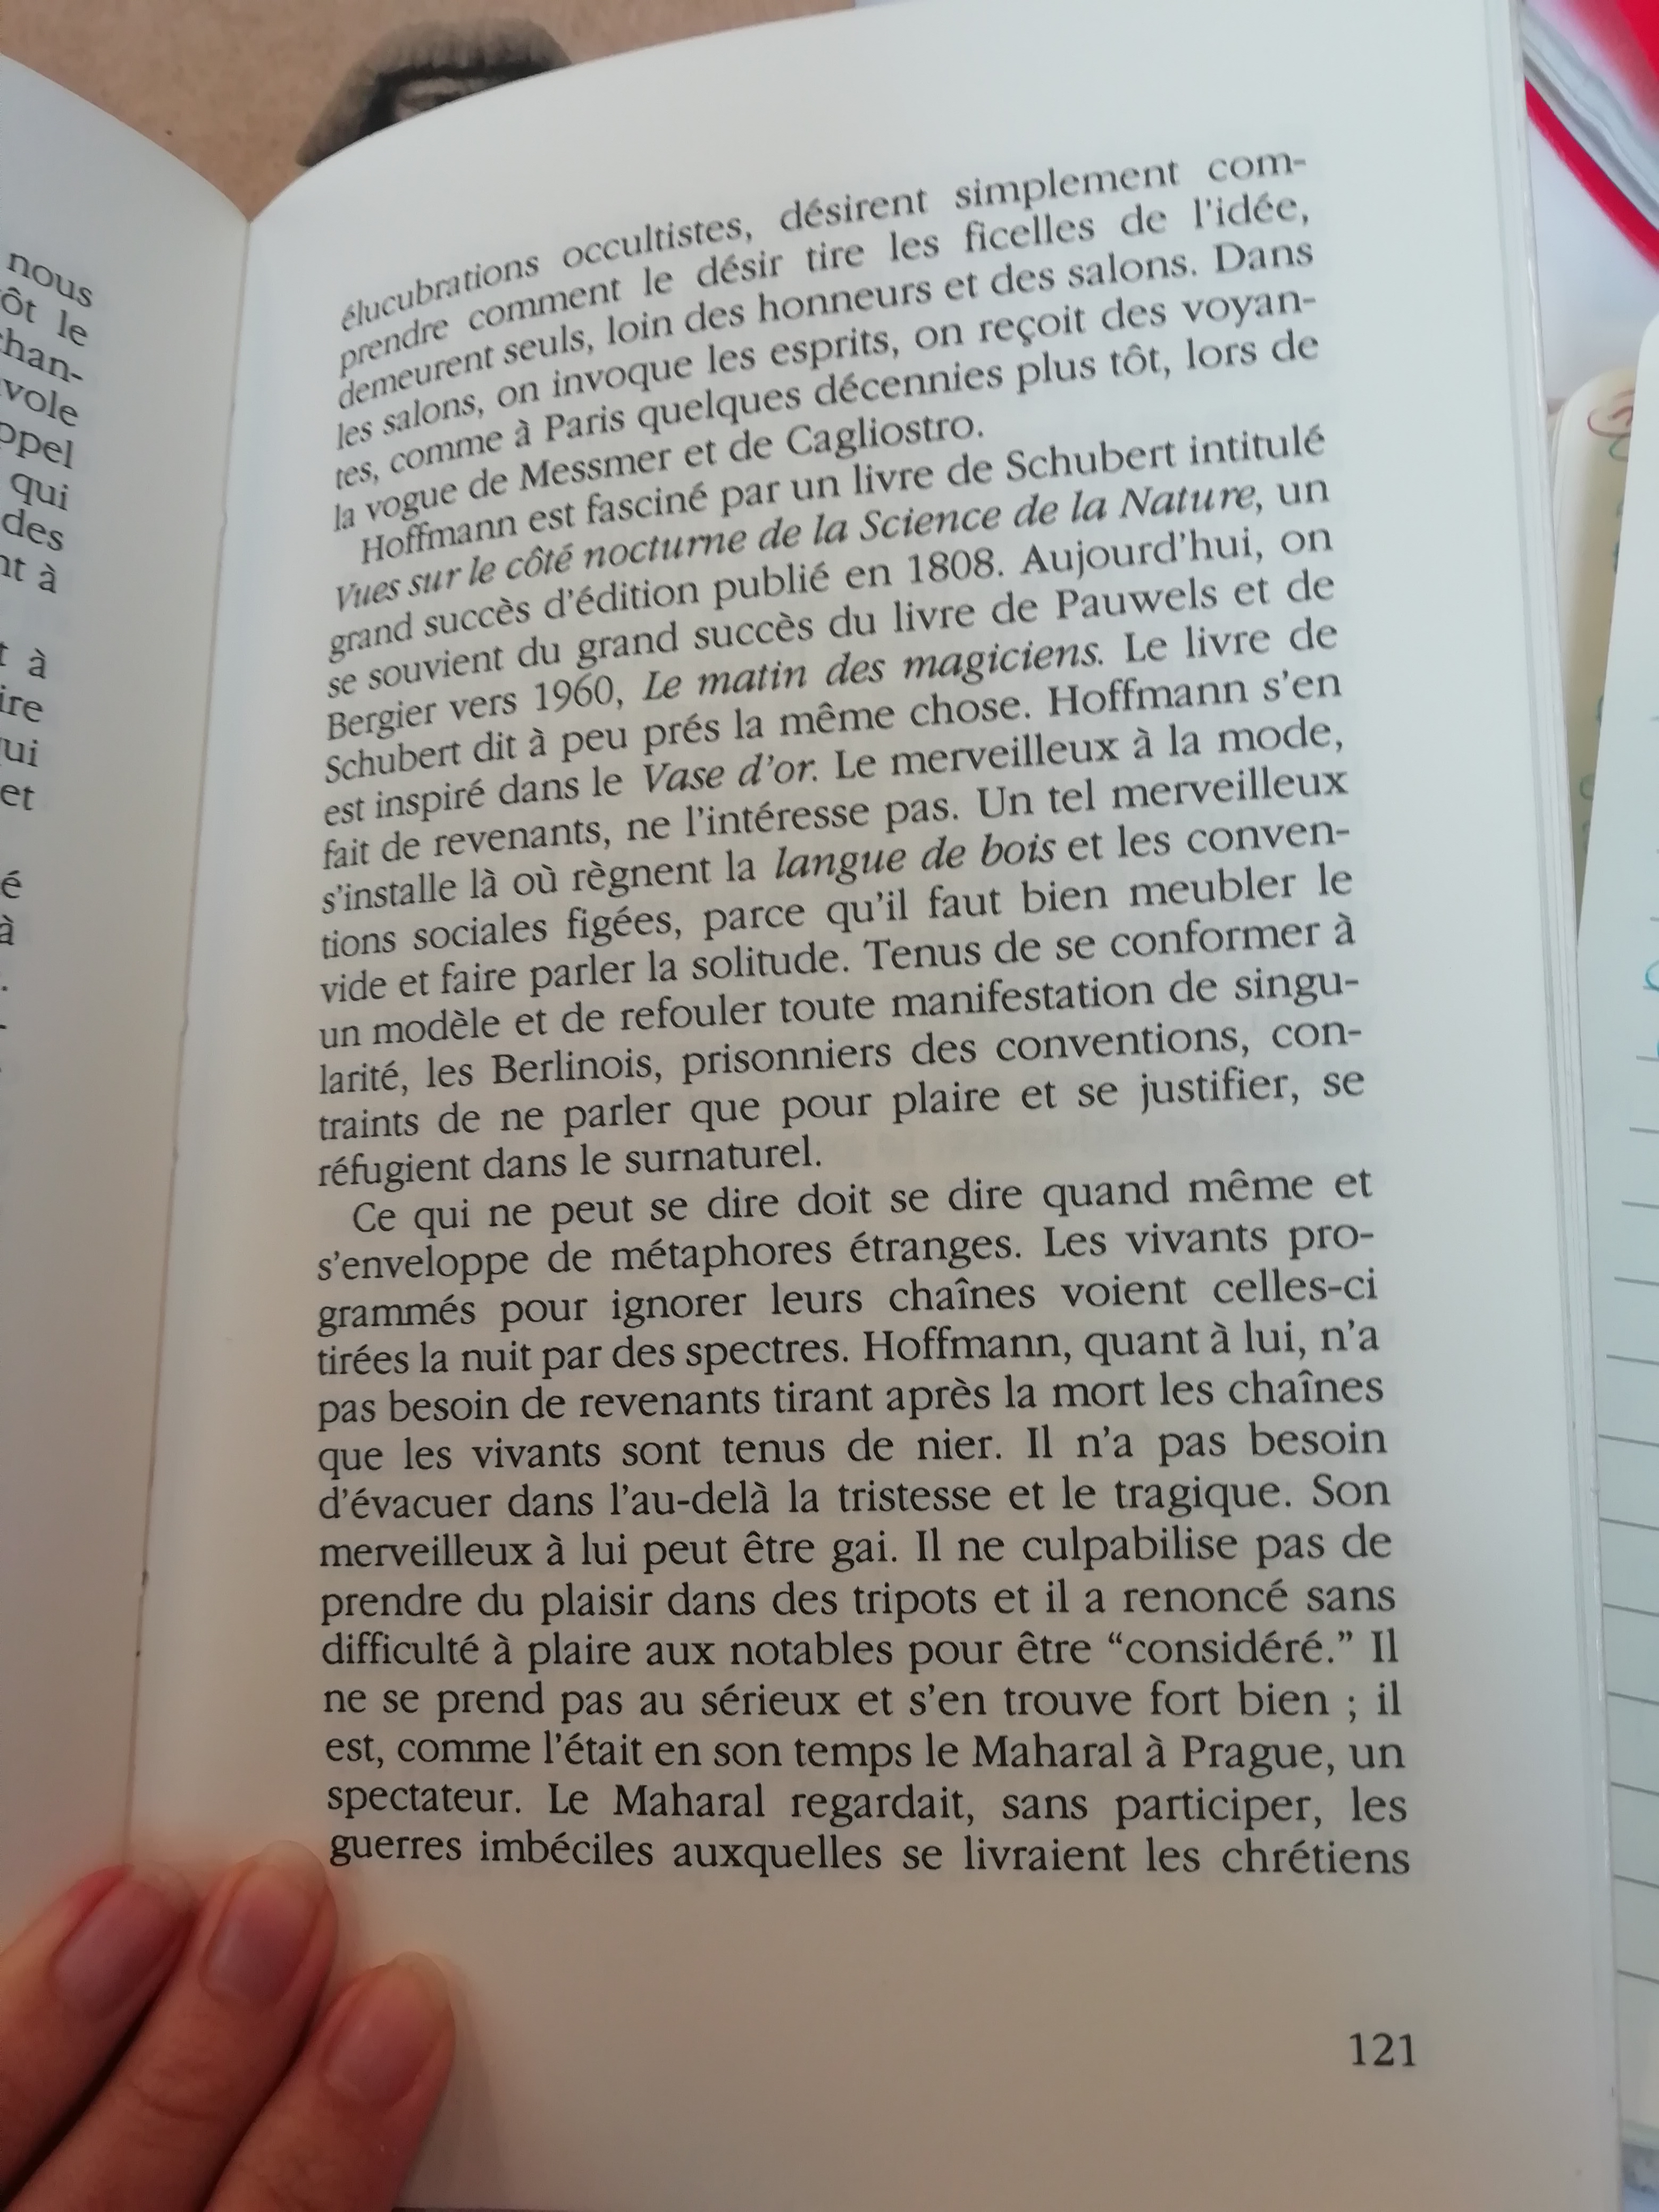 nous
ôt le
han-
vole
ppel
qui
des
nt à
t à
ire
ui
et
é
à
élucubrations occultistes, désirent simplement com-
prendre comment le désir tire les ficelles de l'idée,
demeurent seuls, loin des honneurs et des salons. Dans
les salons, on invoque les esprits, on reçoit des voyan-
tes, comme à Paris quelques décennies plus tôt, lors de
la vogue de Messmer et de Cagliostro.
Hoffmann est fasciné par un livre de Schubert intitulé
Vues sur le côté nocturne de la Science de la Nature, un
grand succès d'édition publié en 1808. Aujourd'hui, on
se souvient du grand succès du livre de Pauwels et de
Bergier vers 1960, Le matin des magiciens. Le livre de
Schubert dit à peu prés la même chose. Hoffmann s'en
est inspiré dans le Vase d'or. Le merveilleux à la mode,
fait de revenants, ne l'intéresse pas. Un tel merveilleux
s'installe là où règnent la langue de bois et les conven-
tions sociales figées, parce qu'il faut bien meubler le
vide et faire parler la solitude. Tenus de se conformer à
un modèle et de refouler toute manifestation de singu-
larité, les Berlinois, prisonniers des conventions, con-
traints de ne parler que pour plaire et se justifier, se
réfugient dans le surnaturel.
Ce qui ne peut se dire doit se dire quand même et
s'enveloppe de métaphores étranges. Les vivants pro-
grammés pour ignorer leurs chaînes voient celles-ci
tirées la nuit par des spectres. Hoffmann, quant à lui, n'a
pas besoin de revenants tirant après la mort les chaînes
que les vivants sont tenus de nier. Il n'a pas besoin
d'évacuer dans l'au-delà la tristesse et le tragique. Son
merveilleux à lui peut être gai. Il ne culpabilise pas de
prendre du plaisir dans des tripots et il a renoncé sans
difficulté à plaire aux notables pour être “considéré.” Il
ne se prend pas au sérieux et s'en trouve fort bien ; il
est, comme l'était en son temps le Maharal à Prague, un
spectateur. Le Maharal regardait, sans participer, les
guerres imbéciles auxquelles se livraient les chrétiens
121